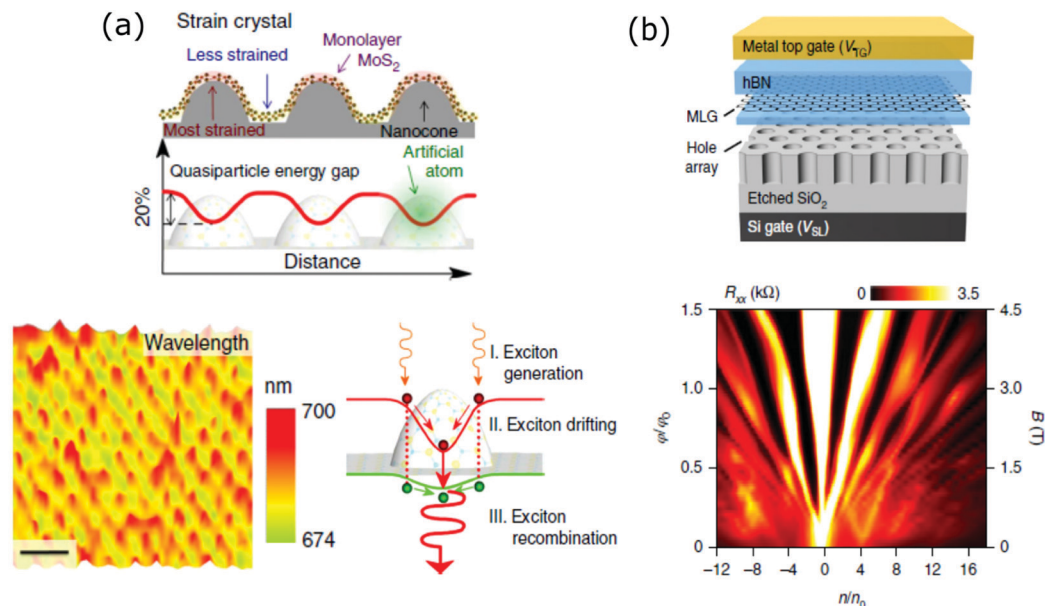 (a)
Strain crystal
Less strained
Monolayer
MoS₂
Most strained
Nanocone
Artificial
atom
Quasiparticle energy gap
20%
Distance
Wavelength
nm
700
674
I. Exciton
generation
II. Exciton drifting
III. Exciton
recombination
(b)
Metal top gate (V_TG)
hBN
MLG
Hole
array
Etched SiO₂
Si gate (V_SL)
R_xx (kΩ)
0
3.5
1.5
1.0
0.5
0
φ/φ₀
4.5
3.0
1.5
0
B (T)
−12 −8 −4 0 4 8 12 16
n/n₀